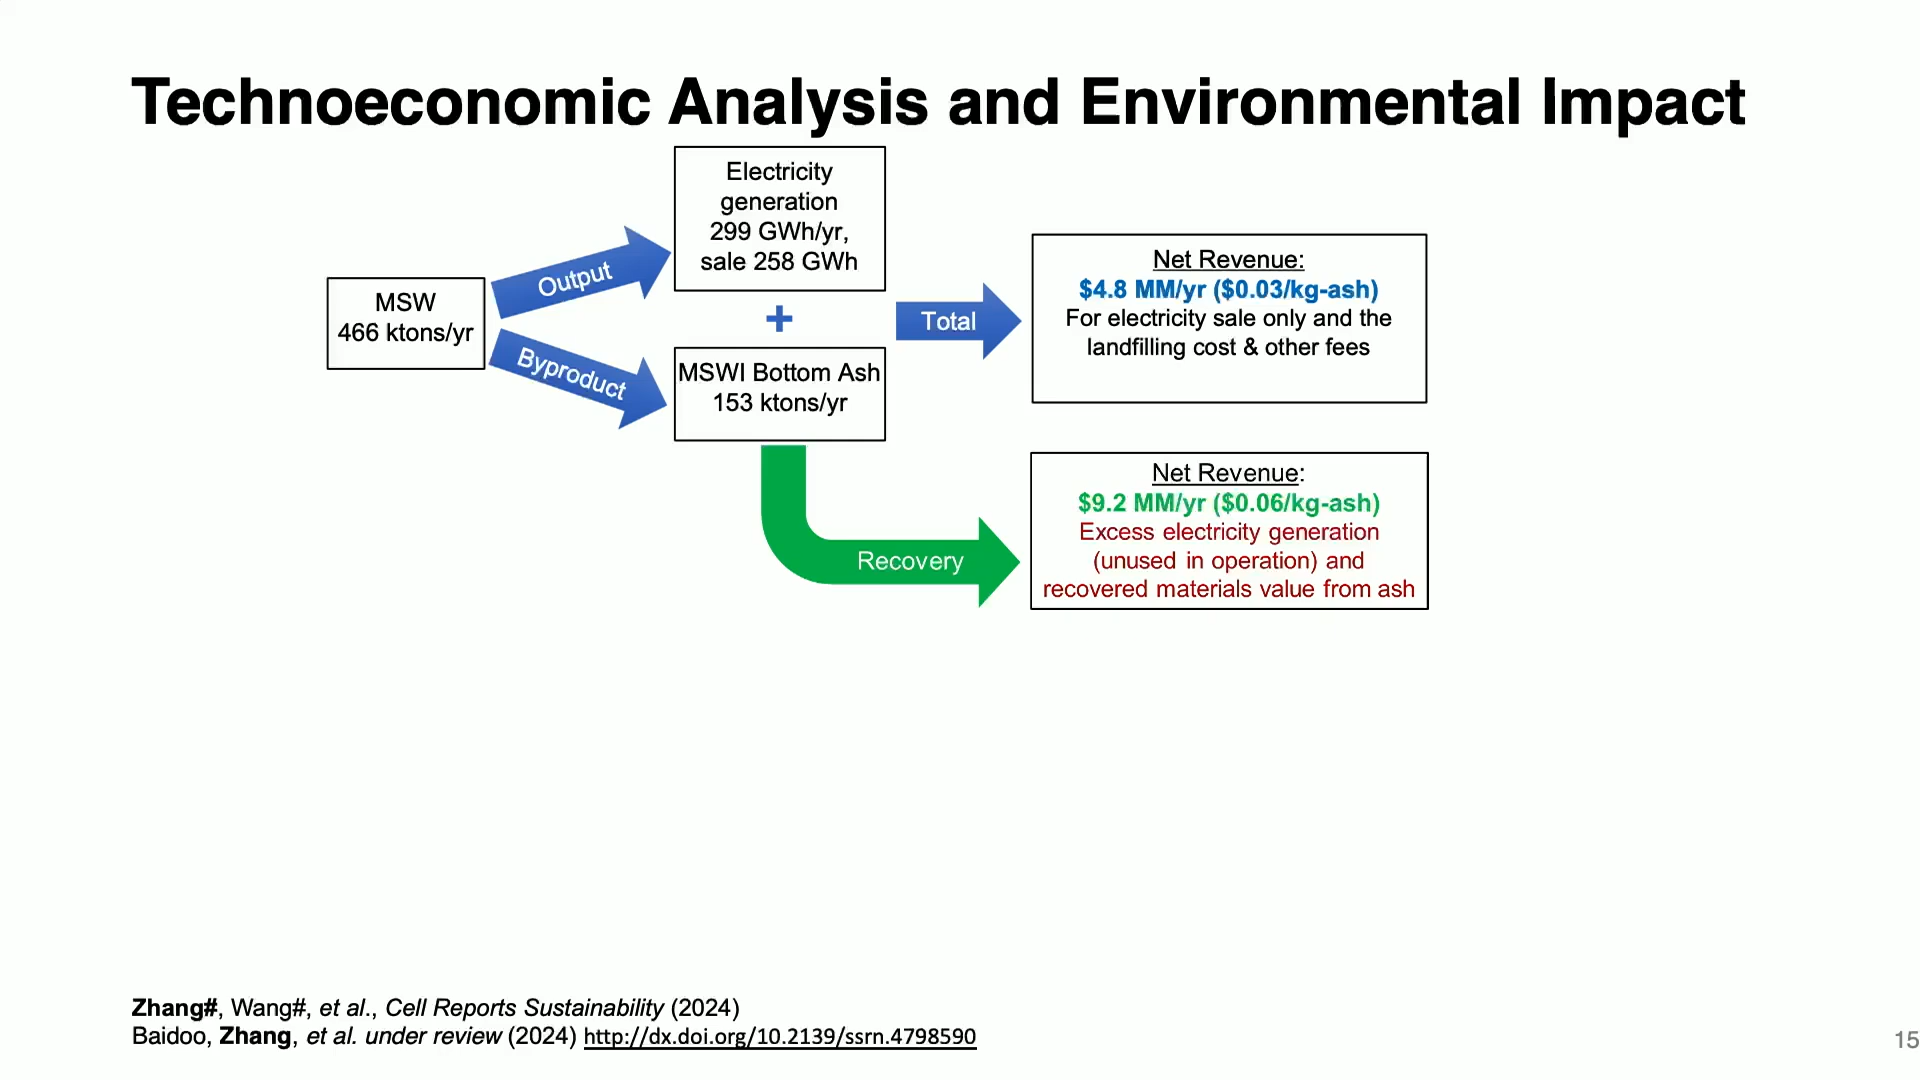 Technoeconomic Analysis and Environmental Impact
Electricity
generation
299 GWh/yr,
sale 258 GWh
Output
MSW
466 ktons/yr
Byproduct
+
MSWI Bottom Ash
153 ktons/yr
Total
Net Revenue:
$4.8 MM/yr ($0.03/kg-ash)
For electricity sale only and the
landfilling cost & other fees
Recovery
Net Revenue:
$9.2 MM/yr ($0.06/kg-ash)
Excess electricity generation
(unused in operation) and
recovered materials value from ash
Zhang#, Wang#, et al., Cell Reports Sustainability (2024)
Baidoo, Zhang, et al. under review (2024) http://dx.doi.org/10.2139/ssrn.4798590
15